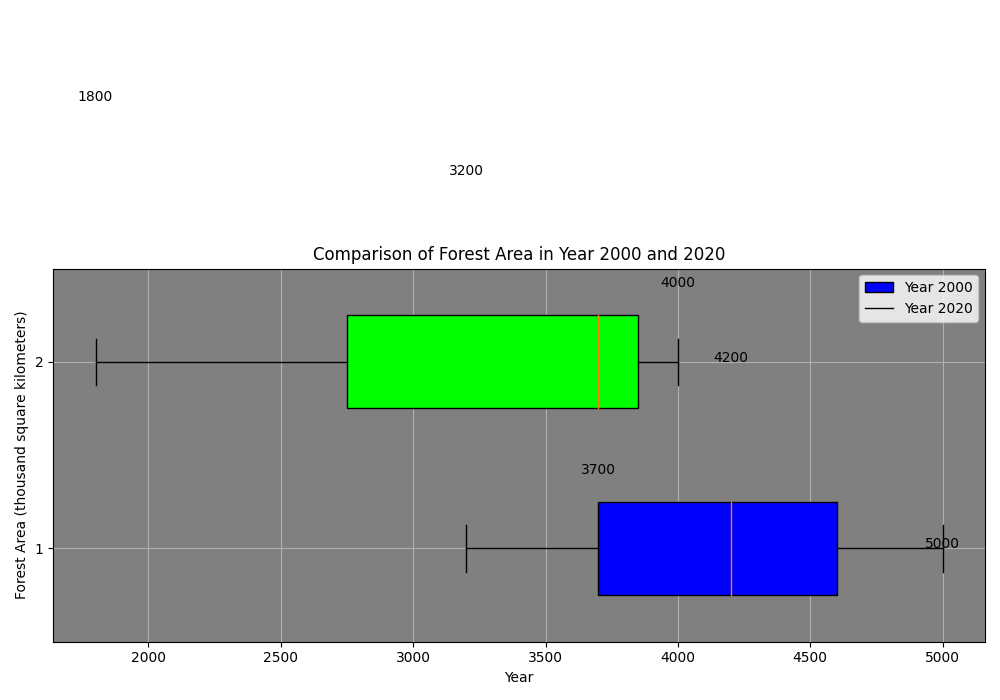 1800
3200
Comparison of Forest Area in Year 2000 and 2020
4000
Year 2000
Year 2020
4200
2
3700
5000
1
Forest Area (thousand square kilometers)
2000 2500 3000 3500 4000 4500 5000
Year